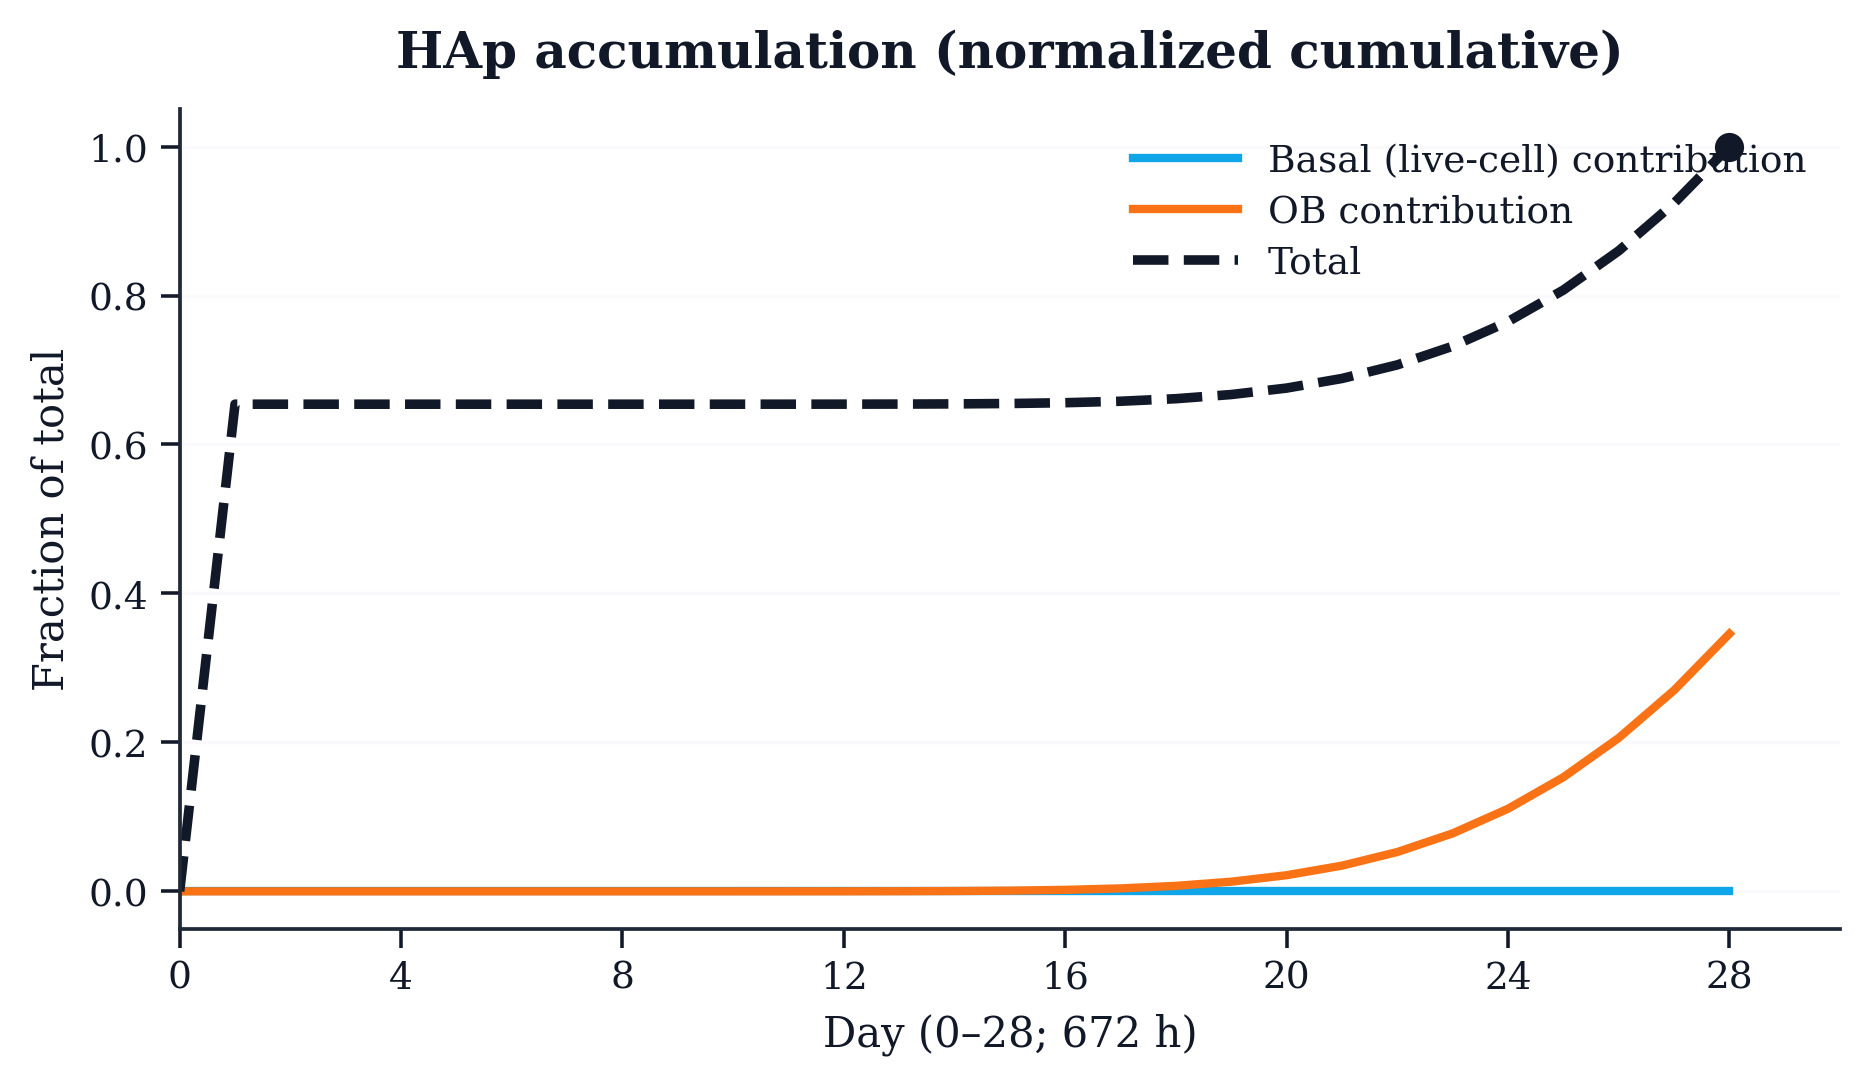 HAp accumulation (normalized cumulative)
Fraction of total
1.0
0.8
0.6
0.4
0.2
0.0
Basal (live-cell) contribution
OB contribution
Total
0 4 8 12 16 20 24 28
Day (0–28; 672 h)